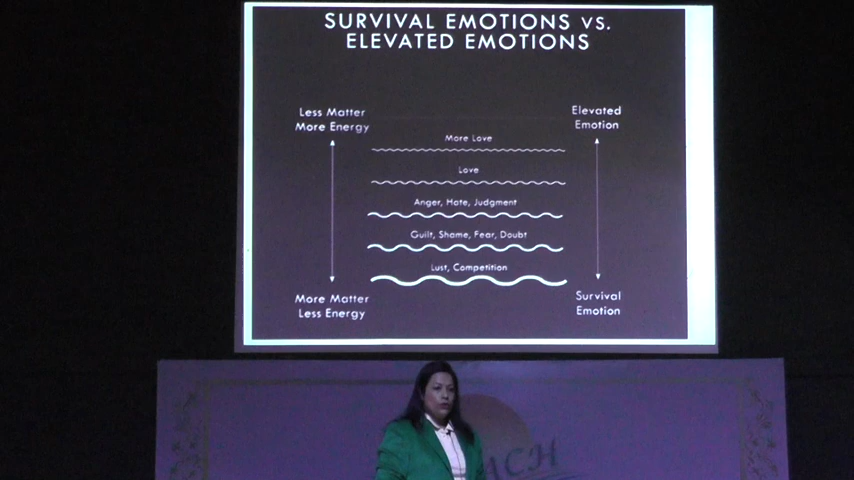 SURVIVAL EMOTIONS VS.
ELEVATED EMOTIONS
Less Matter
More Energy
Elevated
Emotion
More Love
Love
Anger, Hate, Judgment
Guilt, Shame, Fear, Doubt
Lust, Competition
More Matter
Less Energy
Survival
Emotion